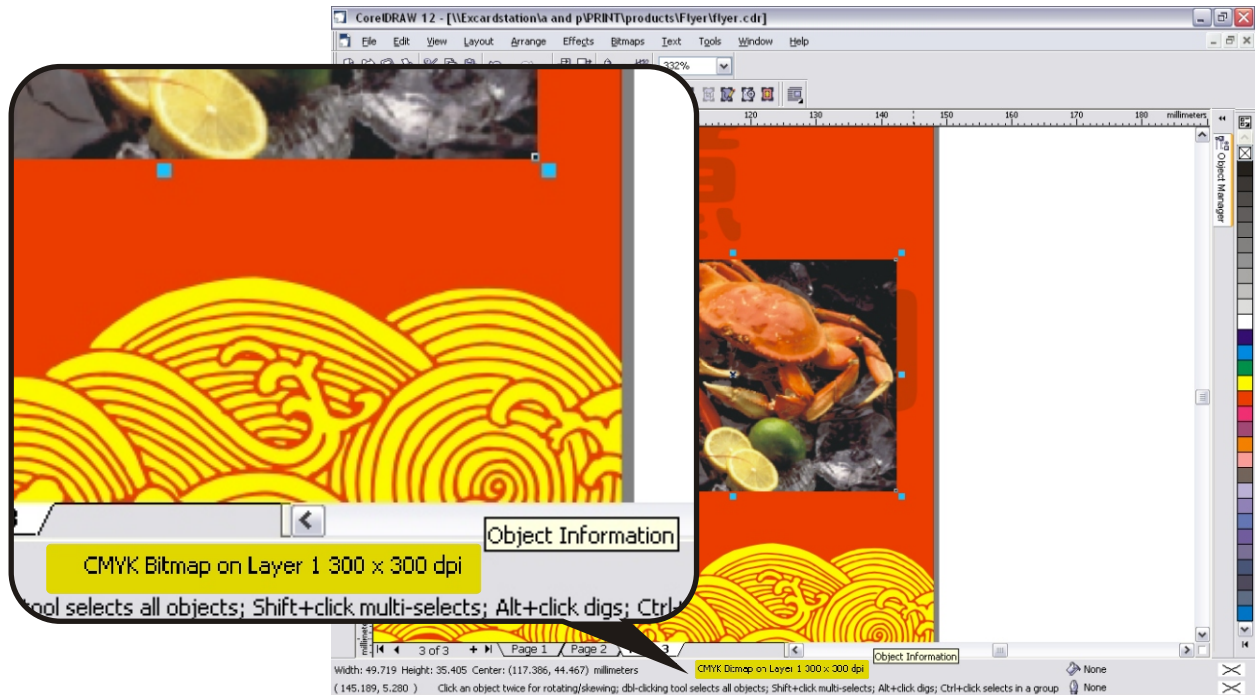 CorelDRAW 12 - [\\Excardstation\a and p\PRINT\products\Flyer\flyer.cdr]
File Edit View Layout Arrange Effects Bitmaps Text Tools Window Help
332%
120 130 140 150 160 170 180 millimeters
Object Manager
Object Information
CMYK Bitmap on Layer 1 300 x 300 dpi
tool selects all objects; Shift+click multi-selects; Alt+click digs; Ctrl+
3 of 3 Page 1 Page 2 3
Object Information
Width: 49.719 Height: 35.405 Center: (117.386, 44.467) millimeters CMYK Bitmap on Layer 1 300 x 300 dpi None
( 145.189, 5.280 ) Click an object twice for rotating/skewing; dbl-clicking tool selects all objects; Shift+click multi-selects; Alt+click digs; Ctrl+click selects in a group None